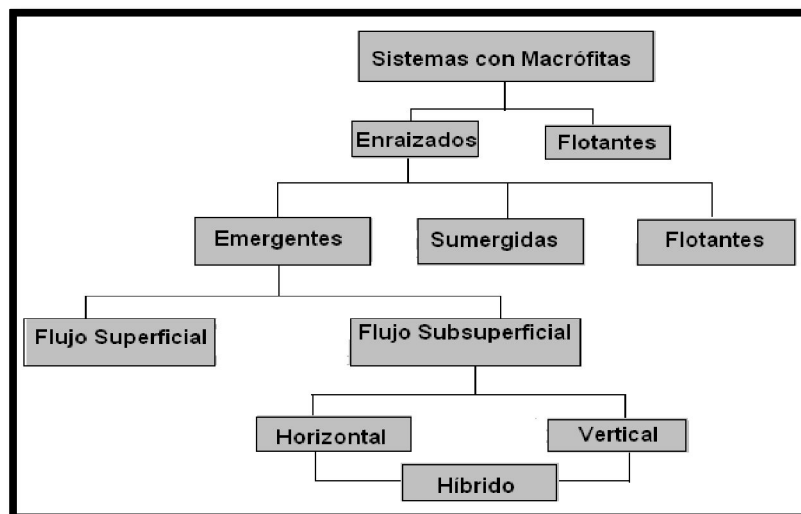 Sistemas con Macrófitas
Enraizados
Flotantes
Emergentes
Sumergidas
Flotantes
Flujo Superficial
Flujo Subsuperficial
Horizontal
Vertical
Híbrido